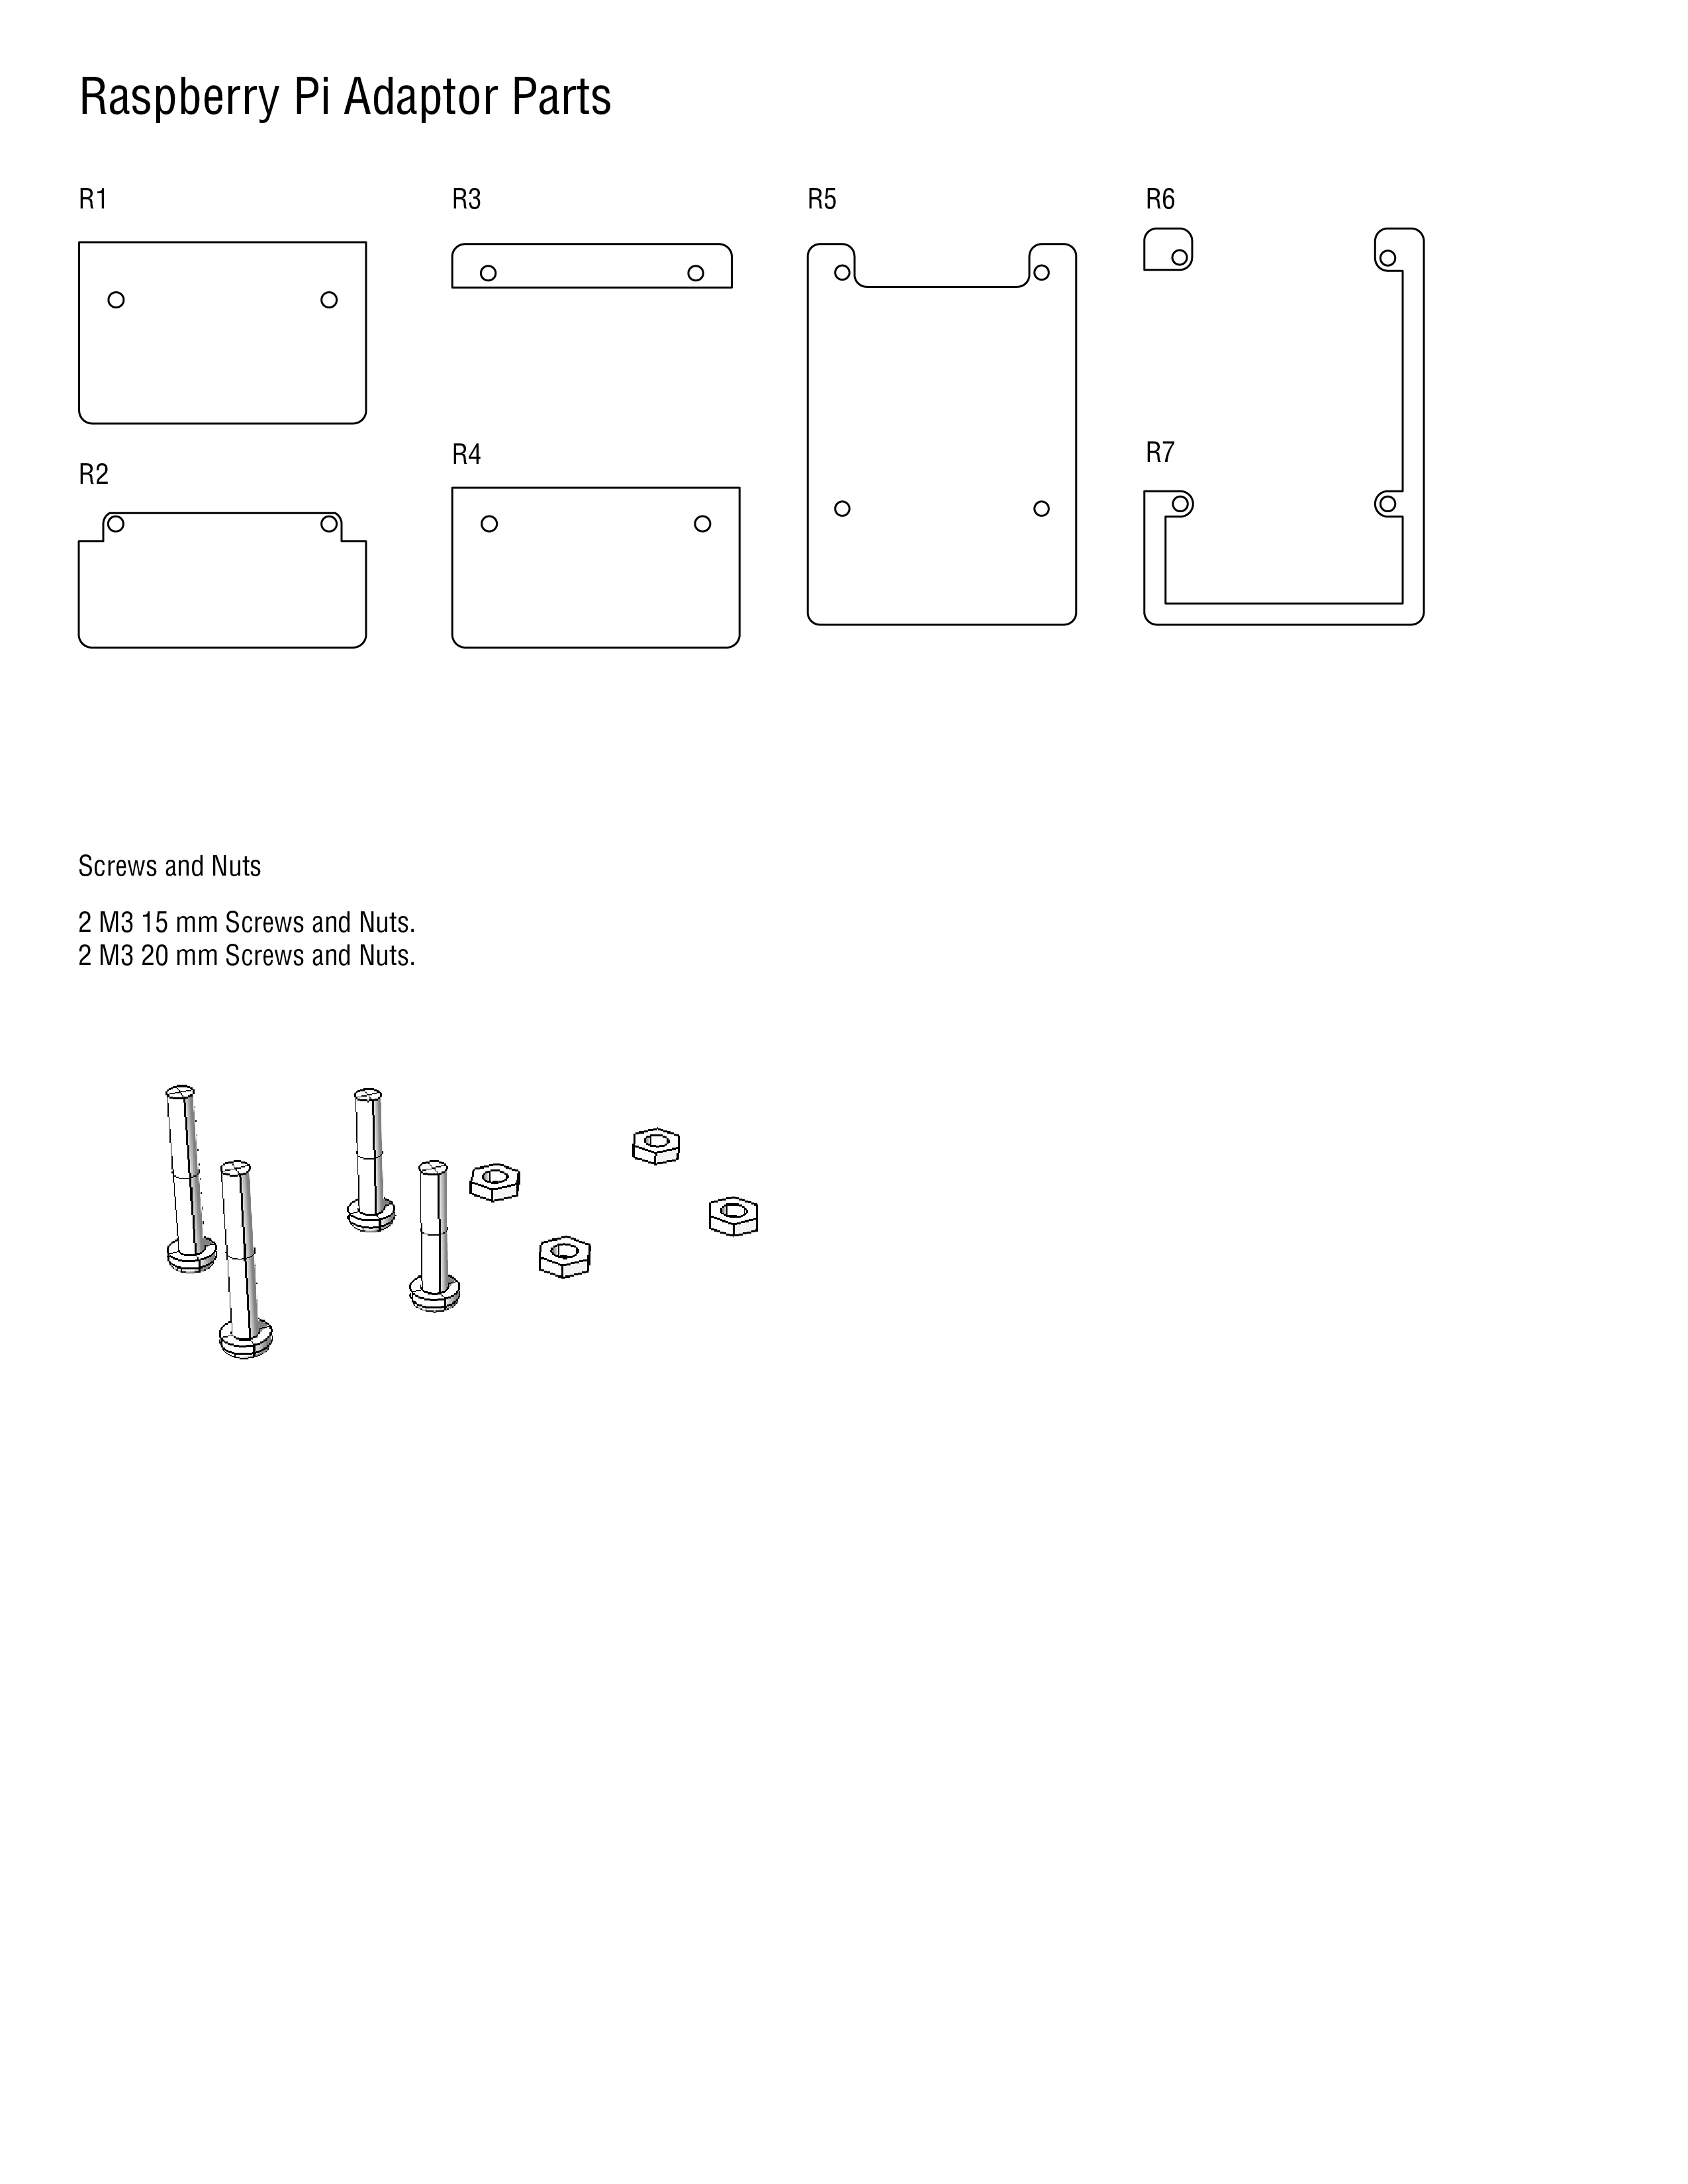 Raspberry Pi Adaptor Parts
R1
R3
R5
R6
R4
R7
R2
Screws and Nuts
2 M3 15 mm Screws and Nuts.
2 M3 20 mm Screws and Nuts.